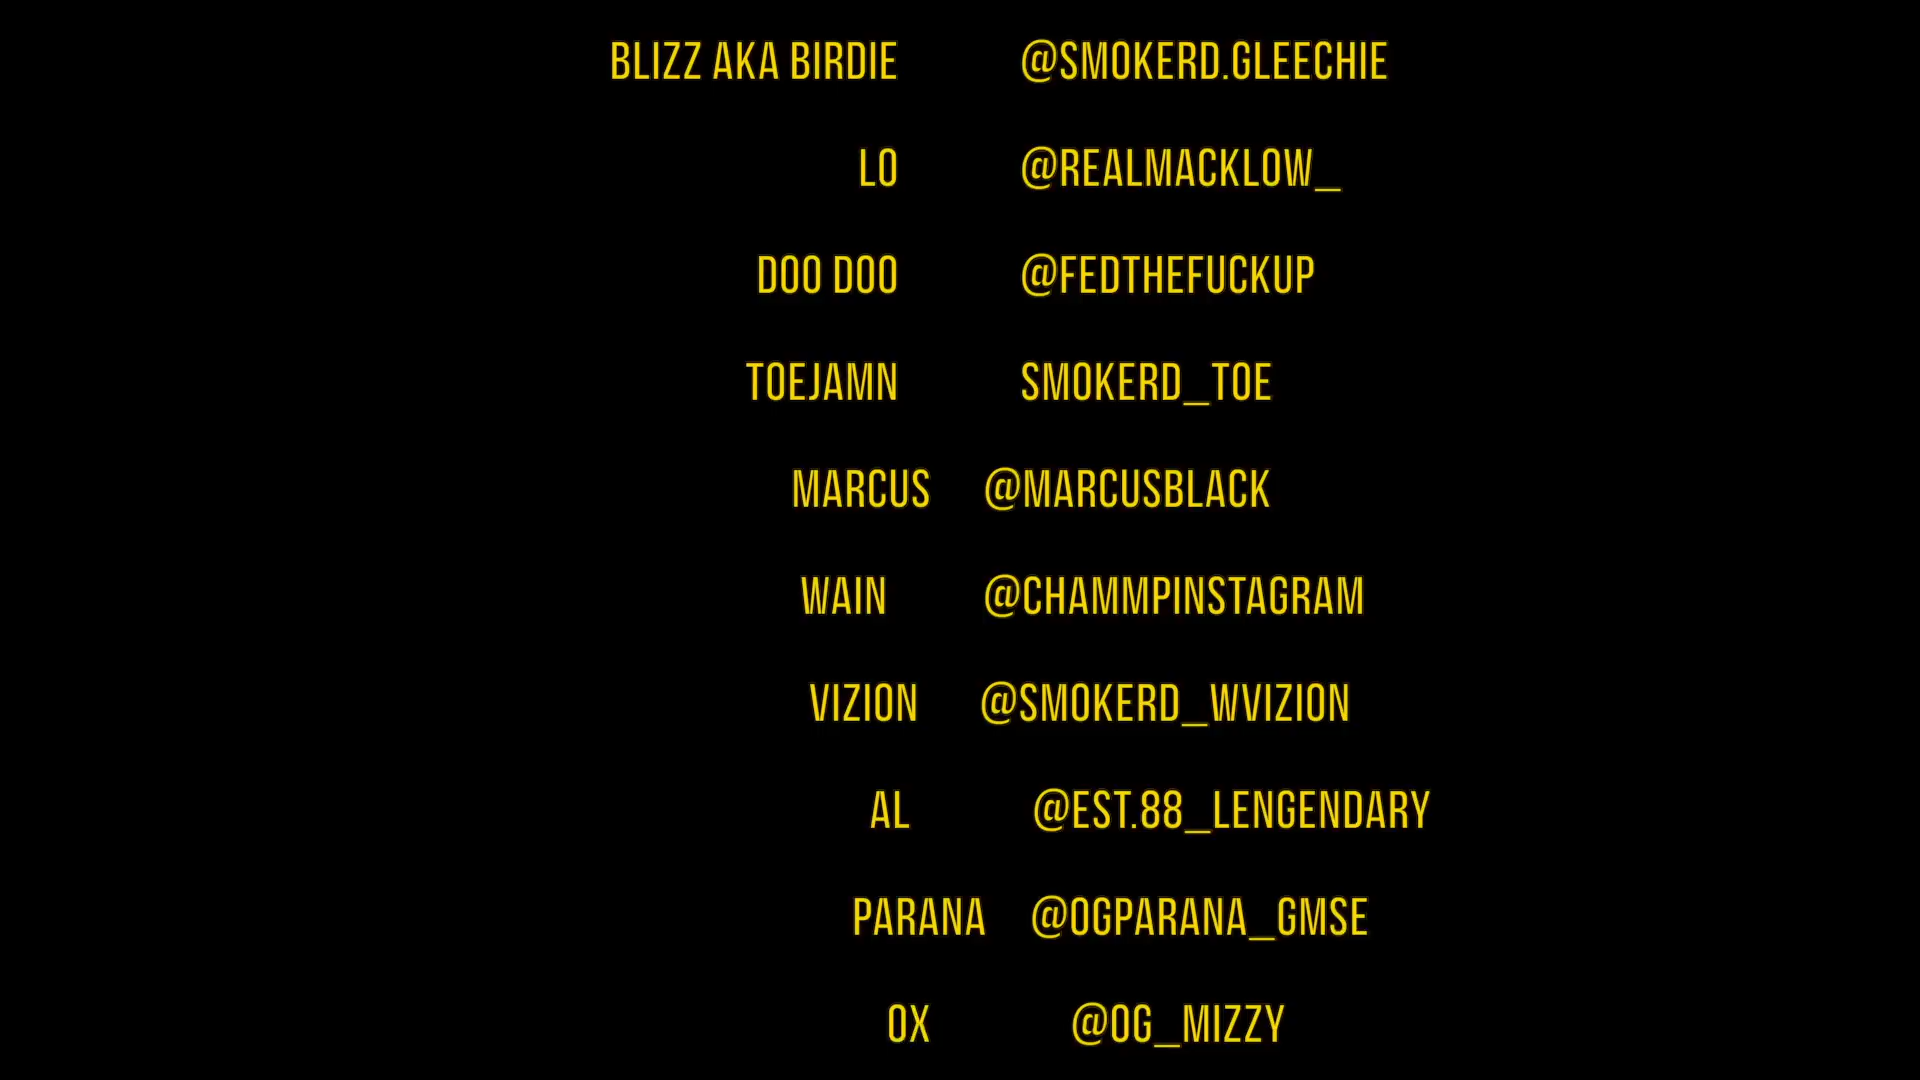 BLIZZ AKA BIRDIE @SMOKERD.GLEECHIE
LO @REALMACKLOW_
DOO DOO @FEDTHEFUCKUP
TOEJAMN SMOKERD_TOE
MARCUS @MARCUSBLACK
WAIN @CHAMMPINSTAGRAM
VIZION @SMOKERD_WVIZION
AL @EST.88_LENGENDARY
PARANA @OGPARANA_GMSE
OX @OG_MIZZY